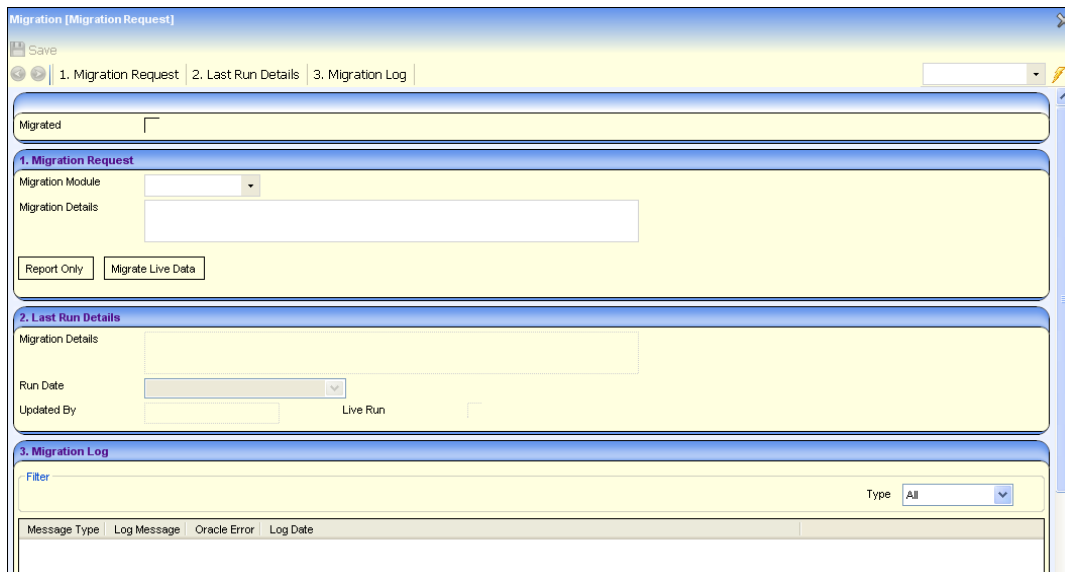 Migration [Migration Request]
Save
1. Migration Request 2. Last Run Details 3. Migration Log
Migrated
1. Migration Request
Migration Module
Migration Details
Report Only Migrate Live Data
2. Last Run Details
Migration Details
Run Date
Updated By Live Run
3. Migration Log
Filter
Type All
Message Type Log Message Oracle Error Log Date